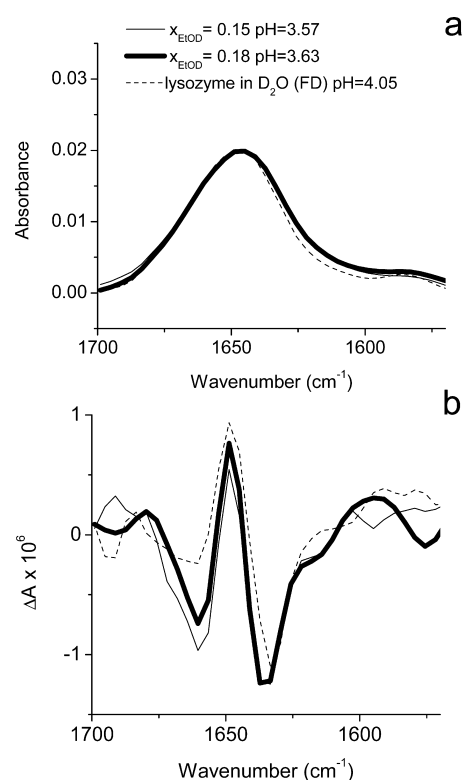 a
x_EtOD= 0.15 pH=3.57
x_EtOD= 0.18 pH=3.63
lysozyme in D₂O (FD) pH=4.05
0.03
0.02
0.01
0.00
Absorbance
1700 1650 1600
Wavenumber (cm⁻¹)
b
1
0
-1
ΔA x 10⁶
1700 1650 1600
Wavenumber (cm⁻¹)